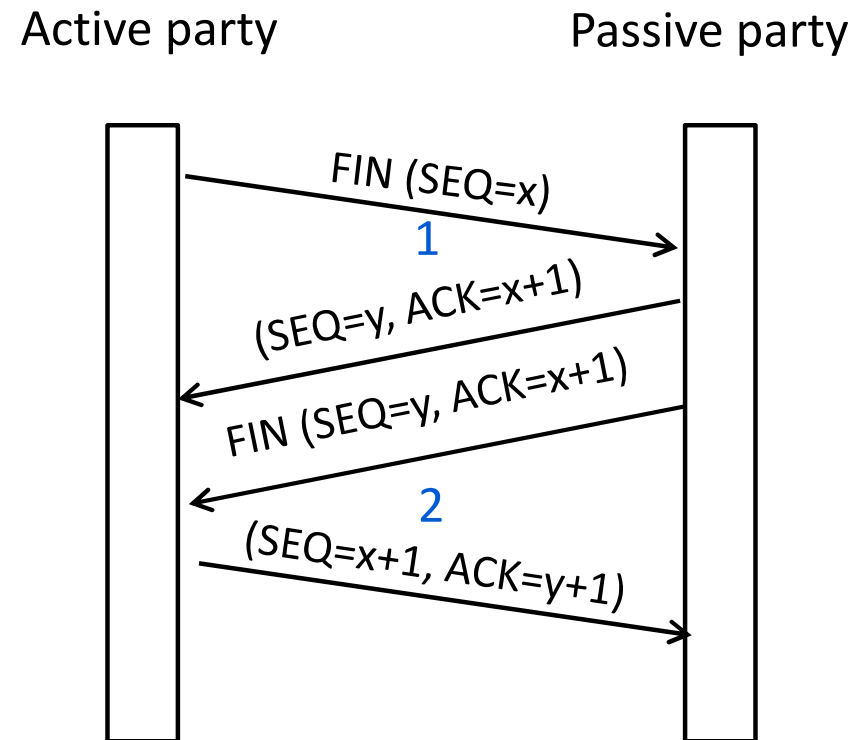 Active party
Passive party
FIN (SEQ=x)
1
(SEQ=y, ACK=x+1)
FIN (SEQ=y, ACK=x+1)
2
(SEQ=x+1, ACK=y+1)